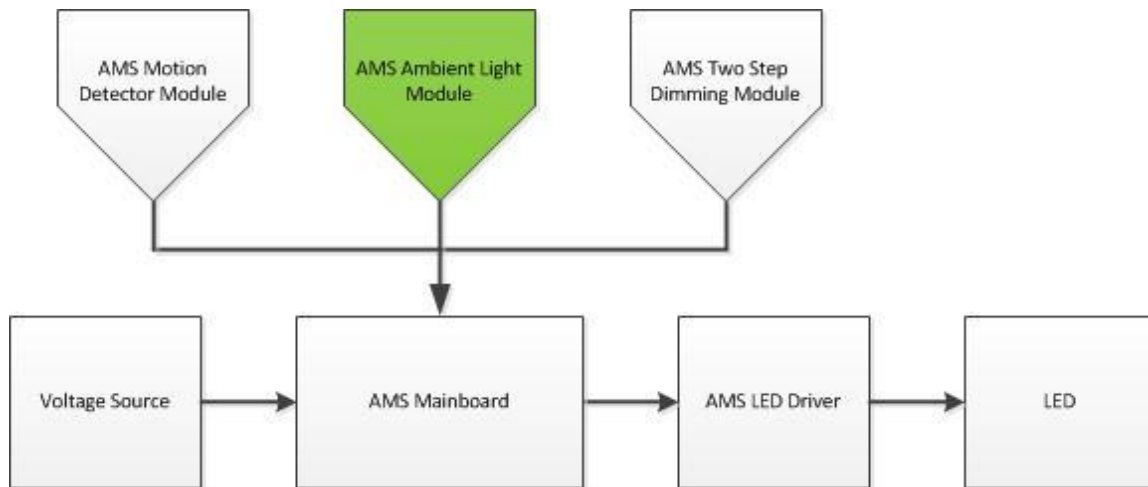 AMS Motion
Detector Module
AMS Ambient Light
Module
AMS Two Step
Dimming Module
Voltage Source
AMS Mainboard
AMS LED Driver
LED